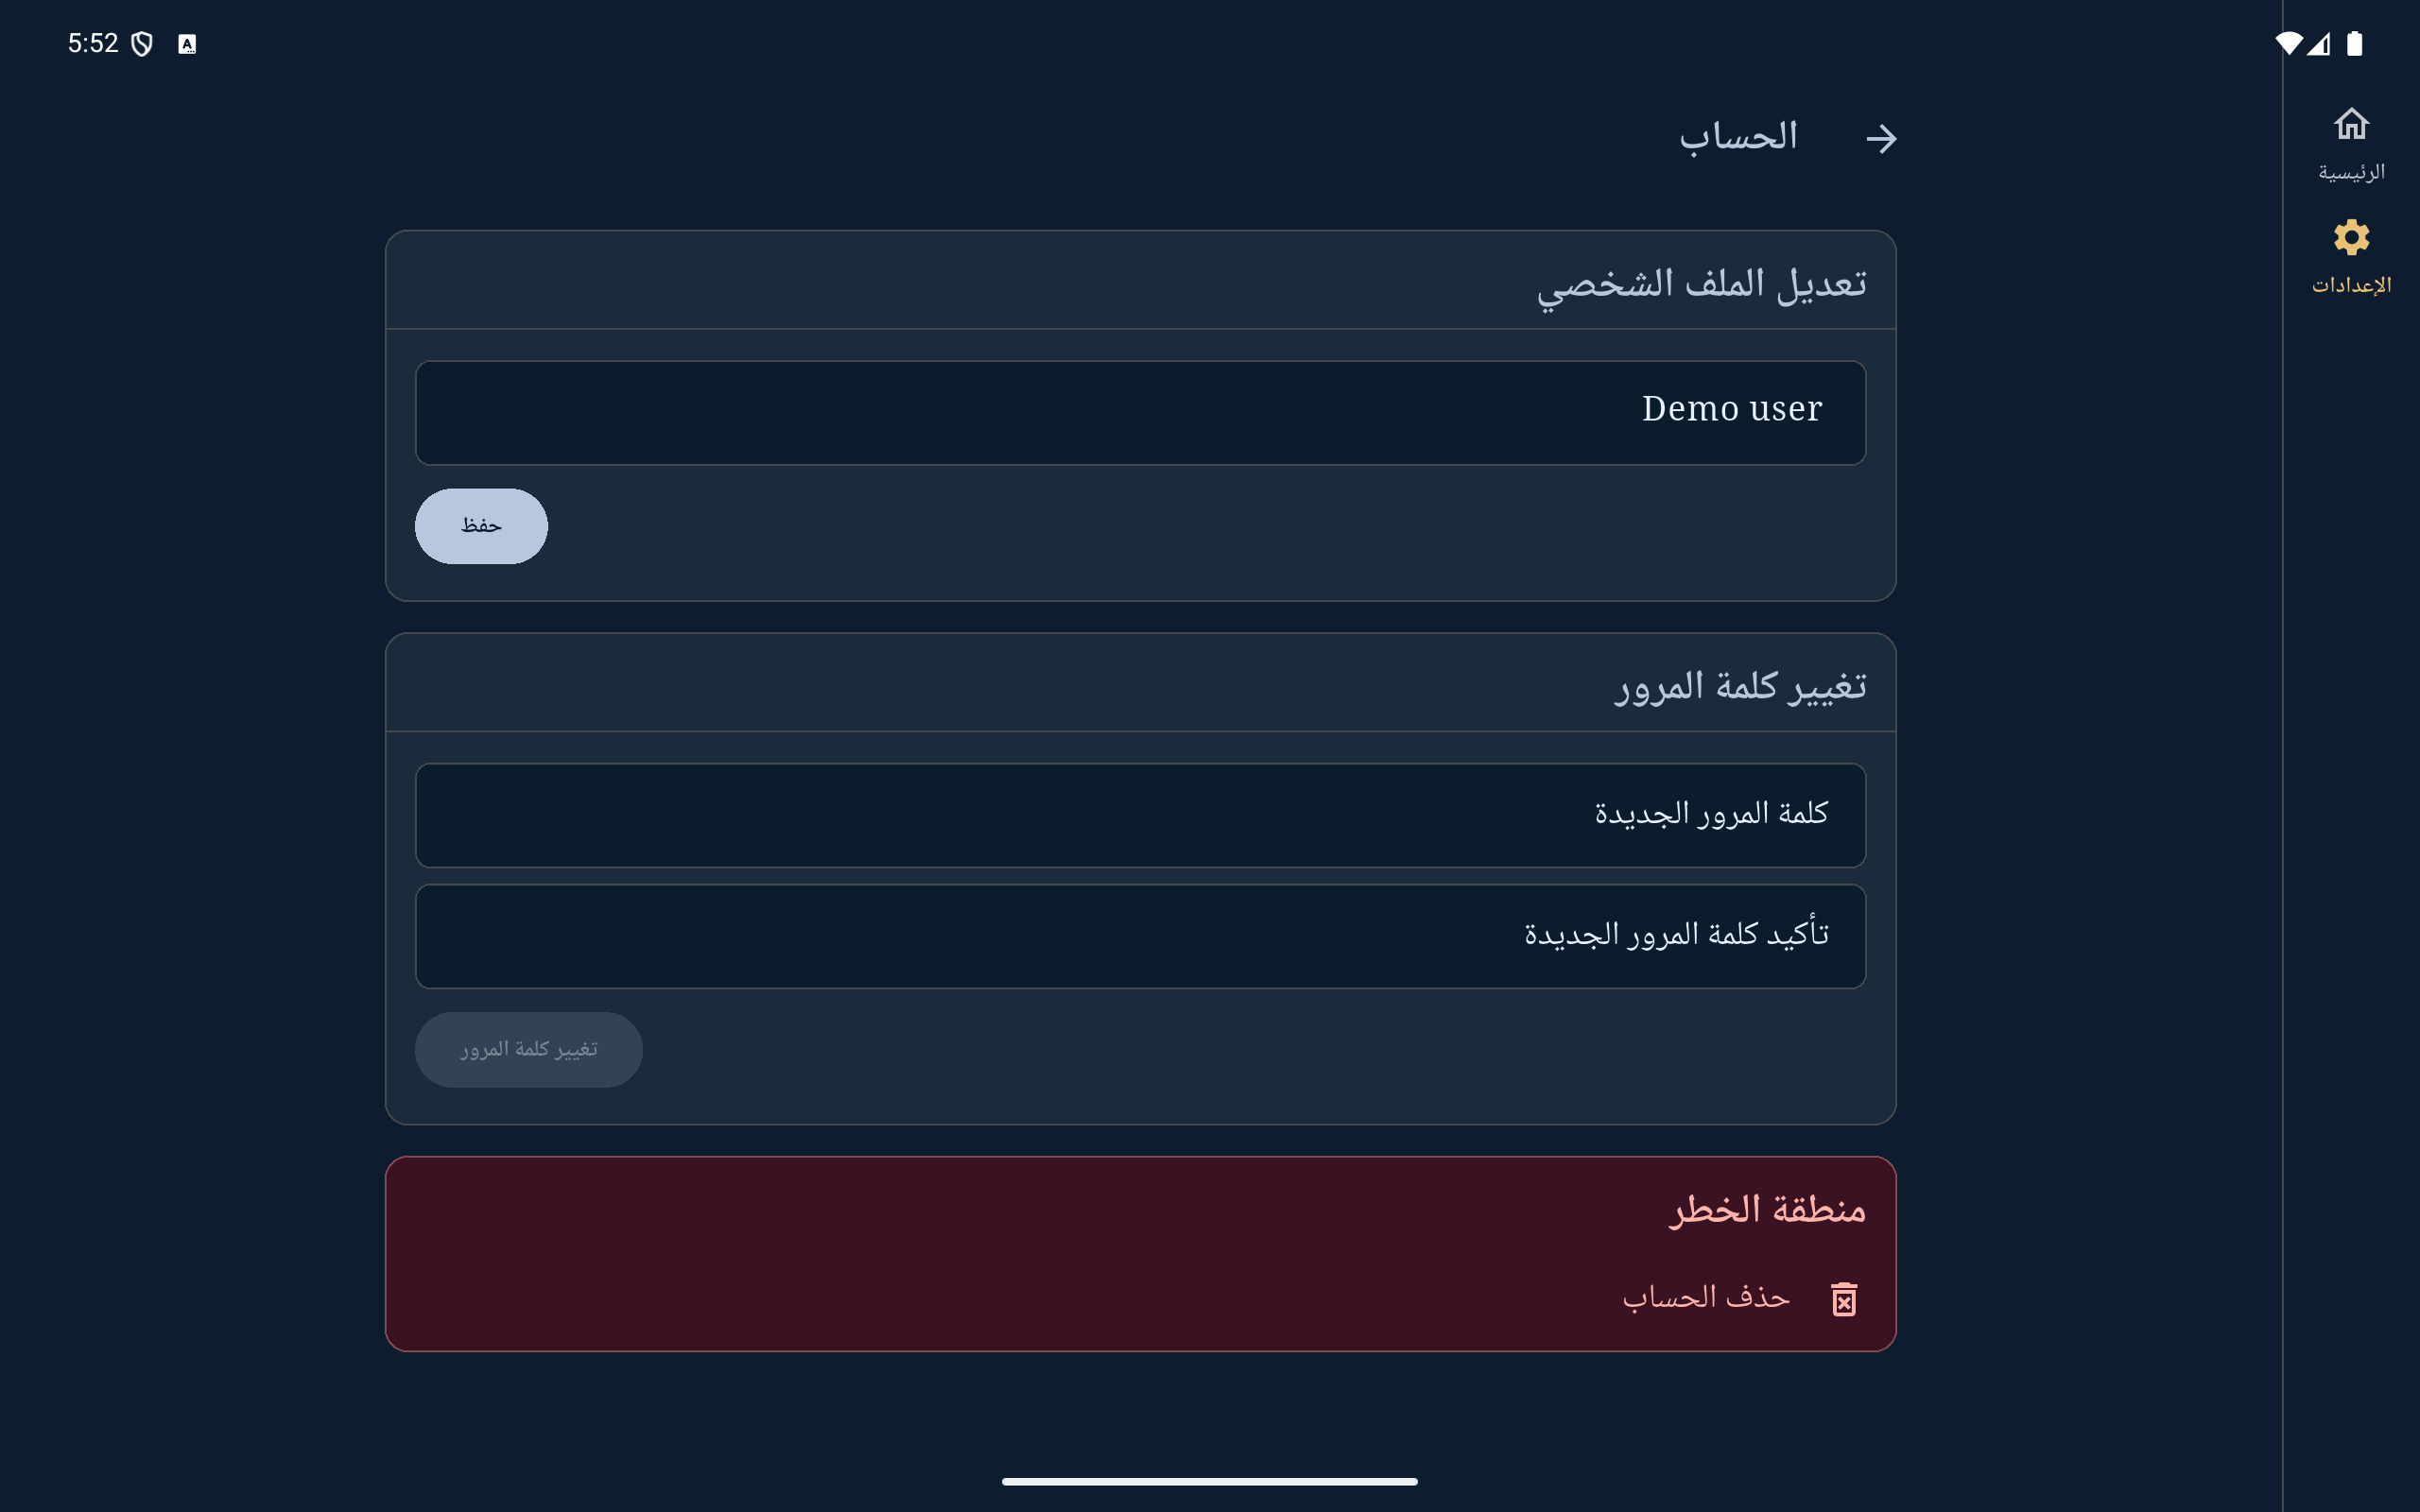 5:52
الحساب
الرئيسية
الإعدادات
تعديل الملف الشخصي
Demo user
حفظ
تغيير كلمة المرور
كلمة المرور الجديدة
تأكيد كلمة المرور الجديدة
تغيير كلمة المرور
منطقة الخطر
حذف الحساب